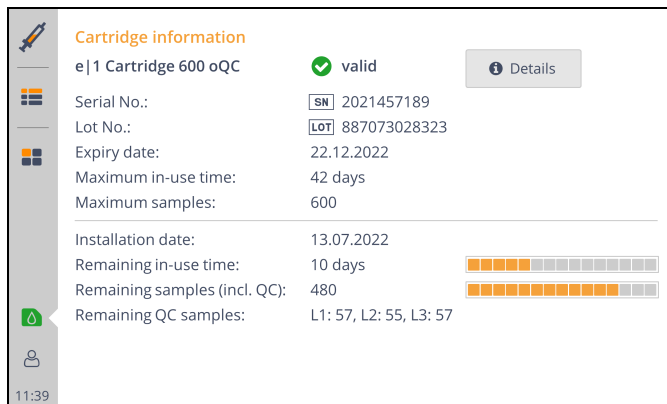 Cartridge information
e|1 Cartridge 600 oQC valid Details
Serial No.: SN 2021457189
Lot No.: LOT 887073028323
Expiry date: 22.12.2022
Maximum in-use time: 42 days
Maximum samples: 600
Installation date: 13.07.2022
Remaining in-use time: 10 days
Remaining samples (incl. QC): 480
Remaining QC samples: L1: 57, L2: 55, L3: 57
11:39